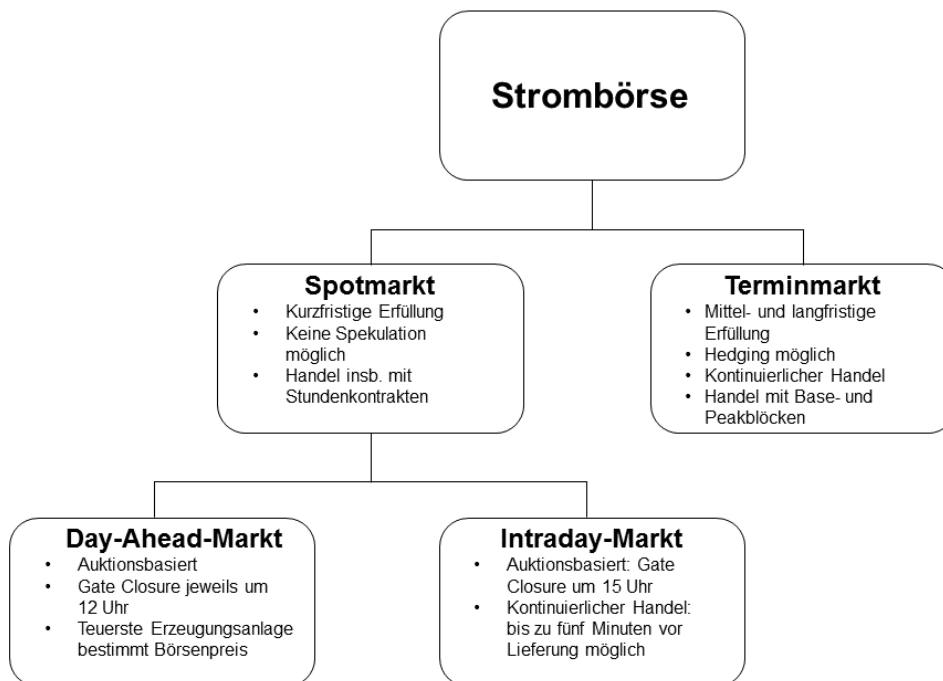 Strombörse
Spotmarkt
• Kurzfristige Erfüllung
• Keine Spekulation
möglich
• Handel insb. mit
Stundenkontrakten
Terminmarkt
• Mittel- und langfristige
Erfüllung
• Hedging möglich
• Kontinuierlicher Handel
• Handel mit Base- und
Peakblöcken
Day-Ahead-Markt
• Auktionsbasiert
• Gate Closure jeweils um
12 Uhr
• Teuerste Erzeugungsanlage
bestimmt Börsenpreis
Intraday-Markt
• Auktionsbasiert: Gate
Closure um 15 Uhr
• Kontinuierlicher Handel:
bis zu fünf Minuten vor
Lieferung möglich